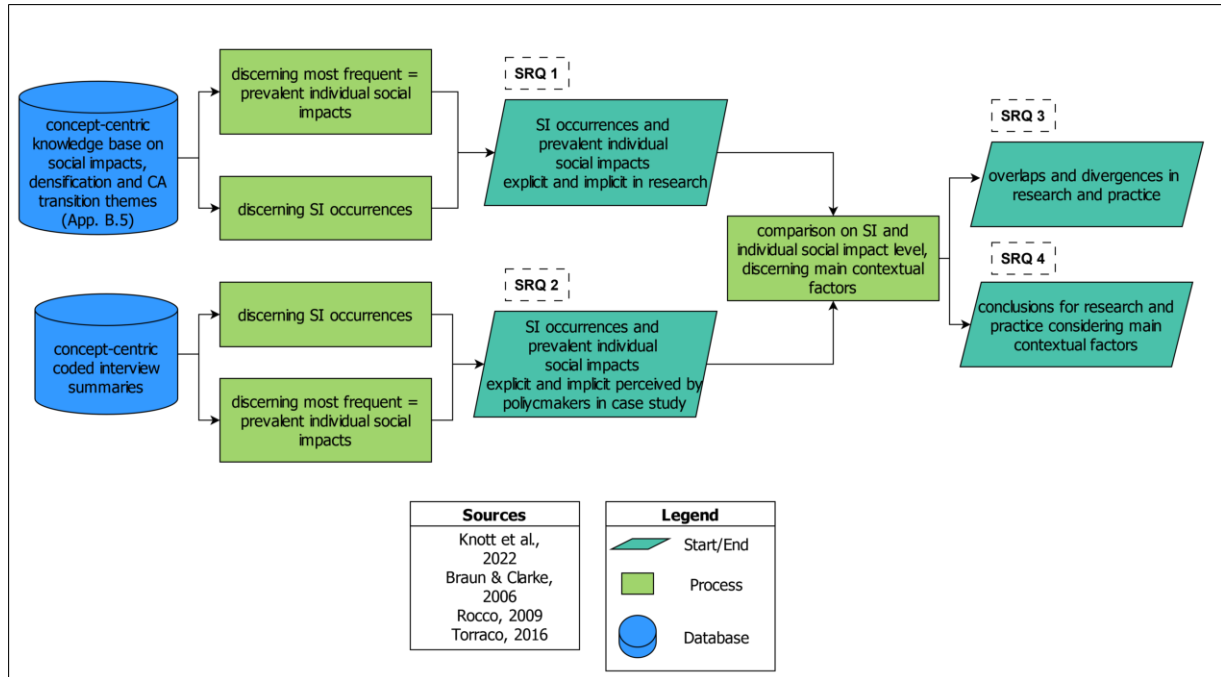 concept-centric
knowledge base on
social impacts,
densification and CA
transition themes
(App. B.5)
discerning most frequent =
prevalent individual social
impacts
discerning SI occurrences
SRQ 1
SI occurrences and
prevalent individual
social impacts
explicit and implicit in research
concept-centric
coded interview
summaries
discerning SI occurrences
discerning most frequent =
prevalent individual social
impacts
SRQ 2
SI occurrences and
prevalent individual
social impacts
explicit and implicit perceived by
policymakers in case study
comparison on SI and
individual social impact level,
discerning main contextual
factors
SRQ 3
overlaps and divergences in
research and practice
SRQ 4
conclusions for research and
practice considering main
contextual factors
Sources
Knott et al.,
2022
Braun & Clarke,
2006
Rocco, 2009
Torraco, 2016
Legend
Start/End
Process
Database